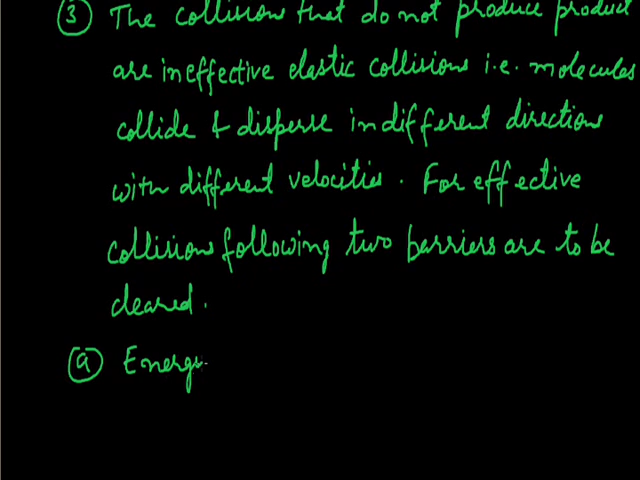 ③ The collisions that do not produce product
are ineffective elastic collisions i.e. molecules
collide & disperse in different directions
with different velocities. For effective
collisions following two barriers are to be
cleared.
ⓐ Energy